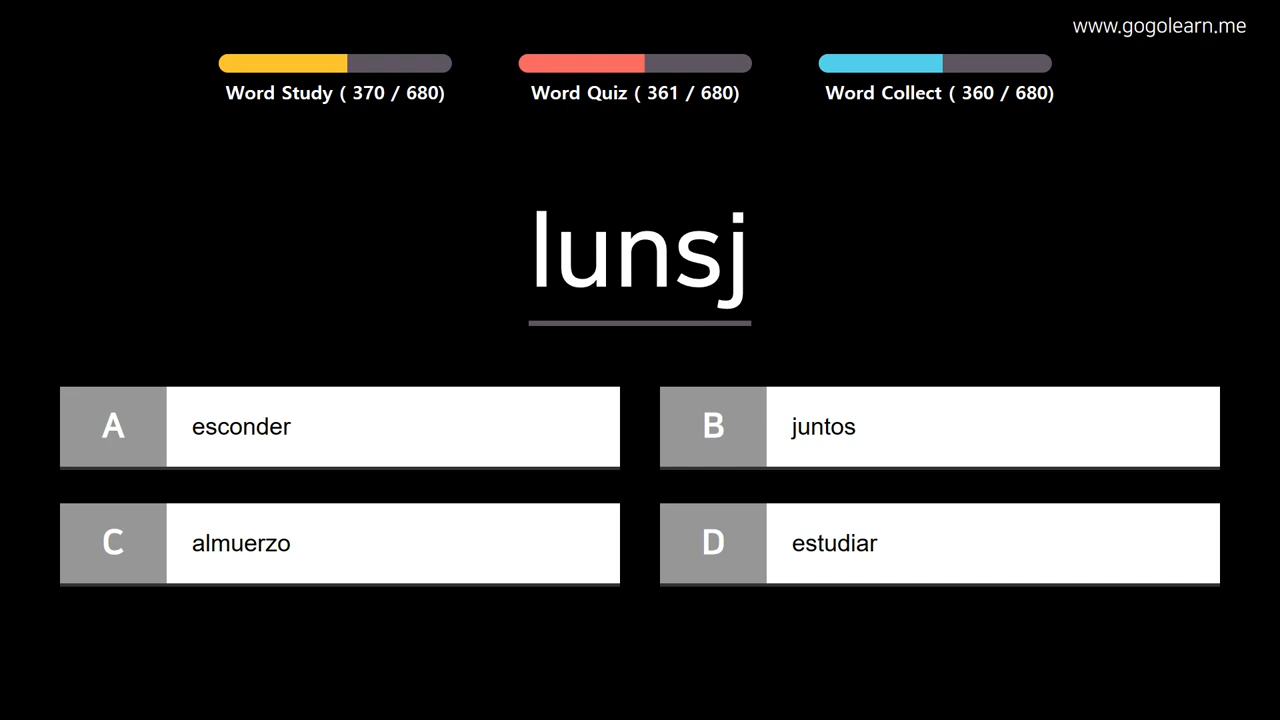 www.gogolearn.me
Word Study ( 370 / 680)
Word Quiz ( 361 / 680)
Word Collect ( 360 / 680)
lunsj
A esconder
B juntos
C almuerzo
D estudiar